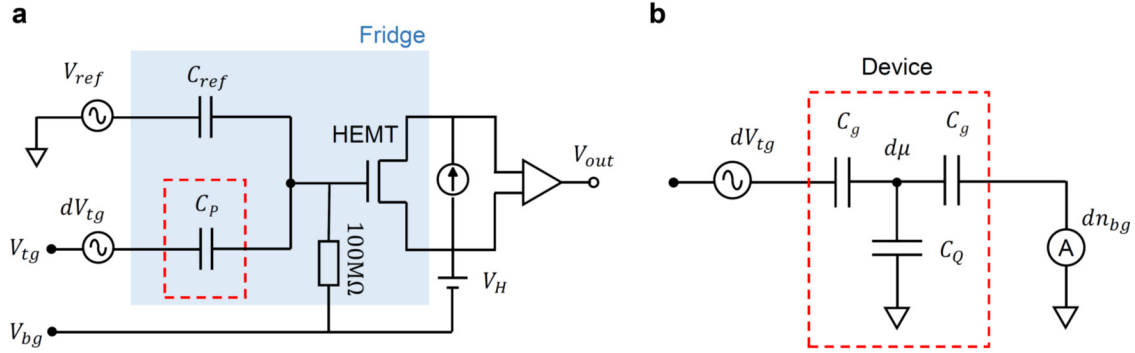 a
Fridge
V_ref
C_ref
HEMT
V_out
dV_tg
C_P
V_tg
100MΩ
V_H
V_bg
b
Device
C_g
C_g
dV_tg
dμ
dn_bg
C_Q
A